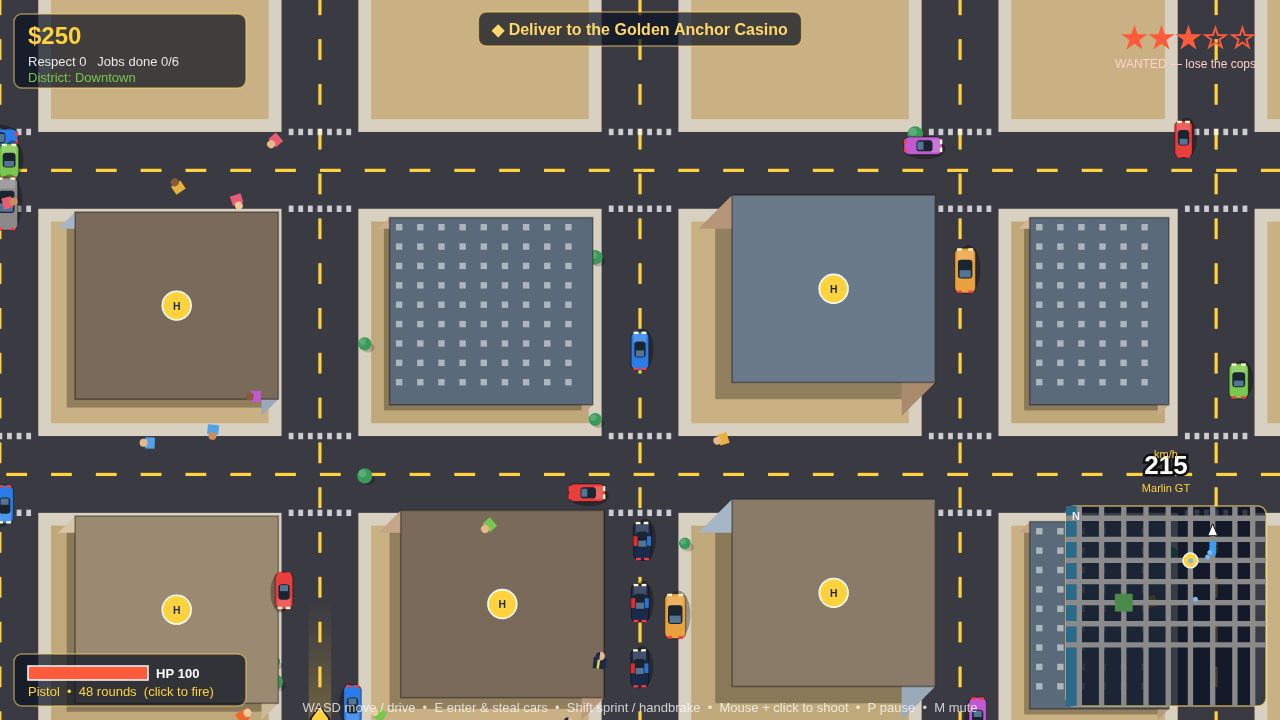 $250
Respect 0 Jobs done 0/6
District: Downtown
◆ Deliver to the Golden Anchor Casino
★★★☆☆
WANTED — lose the cops
H
H
H
H
H
km/h
215
Marlin GT
N
HP 100
Pistol • 48 rounds (click to fire)
WASD move / drive • E enter & steal cars • Shift sprint / handbrake • Mouse + click to shoot • P pause • M mute